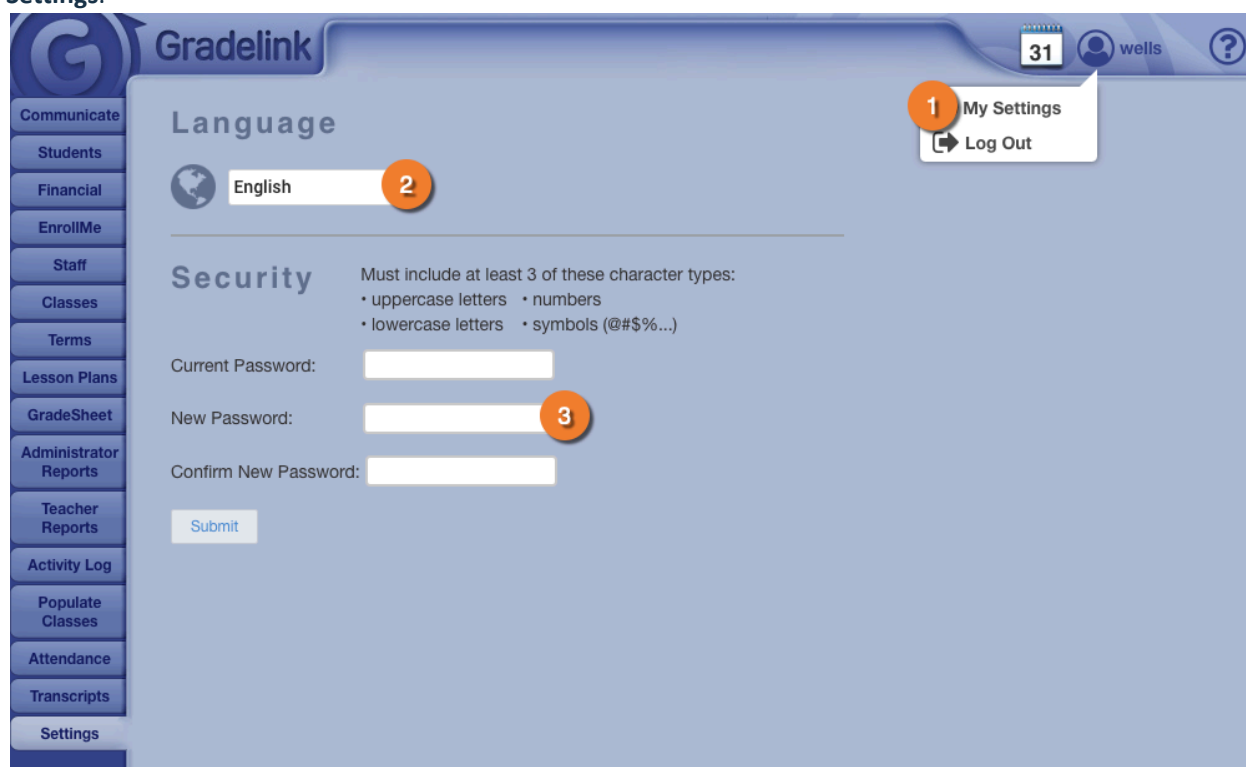 Settings.
G
Gradelink
31
wells
?
1
My Settings
Log Out
Communicate
Students
Financial
EnrollMe
Staff
Classes
Terms
Lesson Plans
GradeSheet
Administrator
Reports
Teacher
Reports
Activity Log
Populate
Classes
Attendance
Transcripts
Settings
Language
English
2
Security
Must include at least 3 of these character types:
• uppercase letters • numbers
• lowercase letters • symbols (@#$%...)
Current Password:
New Password:
3
Confirm New Password:
Submit